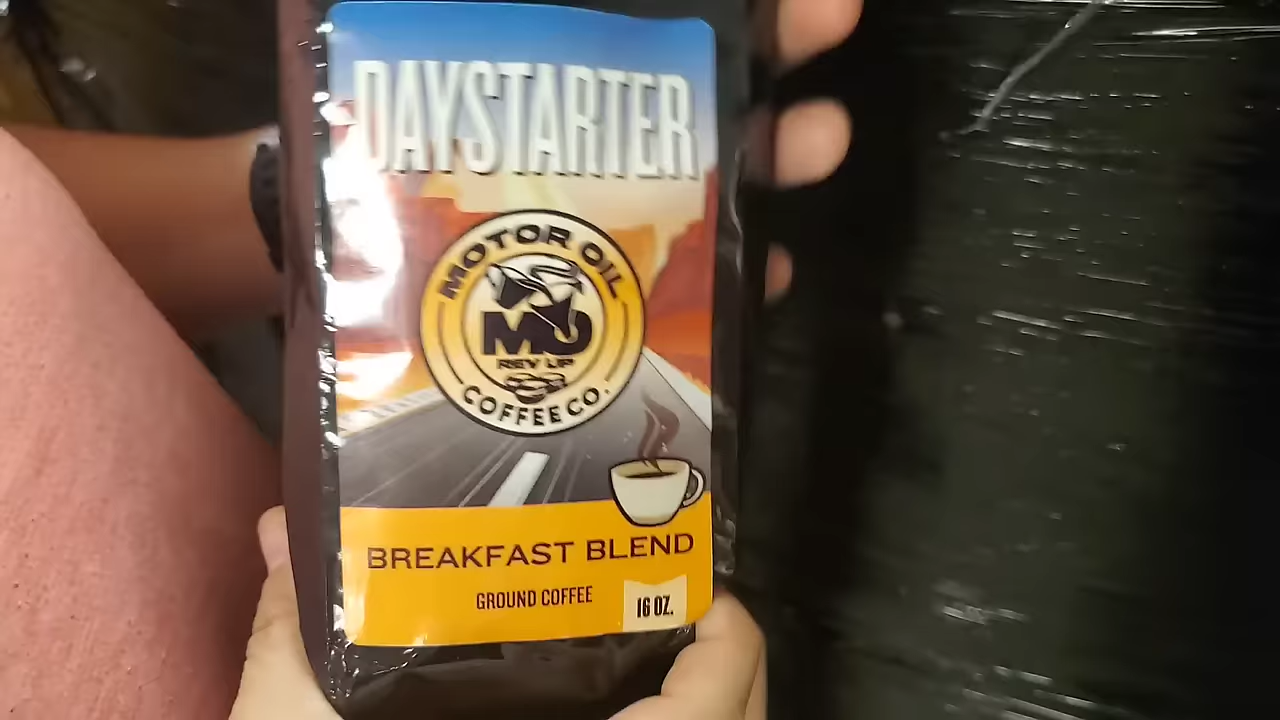 DAYSTARTER
MOTOR OIL
MO
REV UP
COFFEE CO.
BREAKFAST BLEND
GROUND COFFEE
16 OZ.